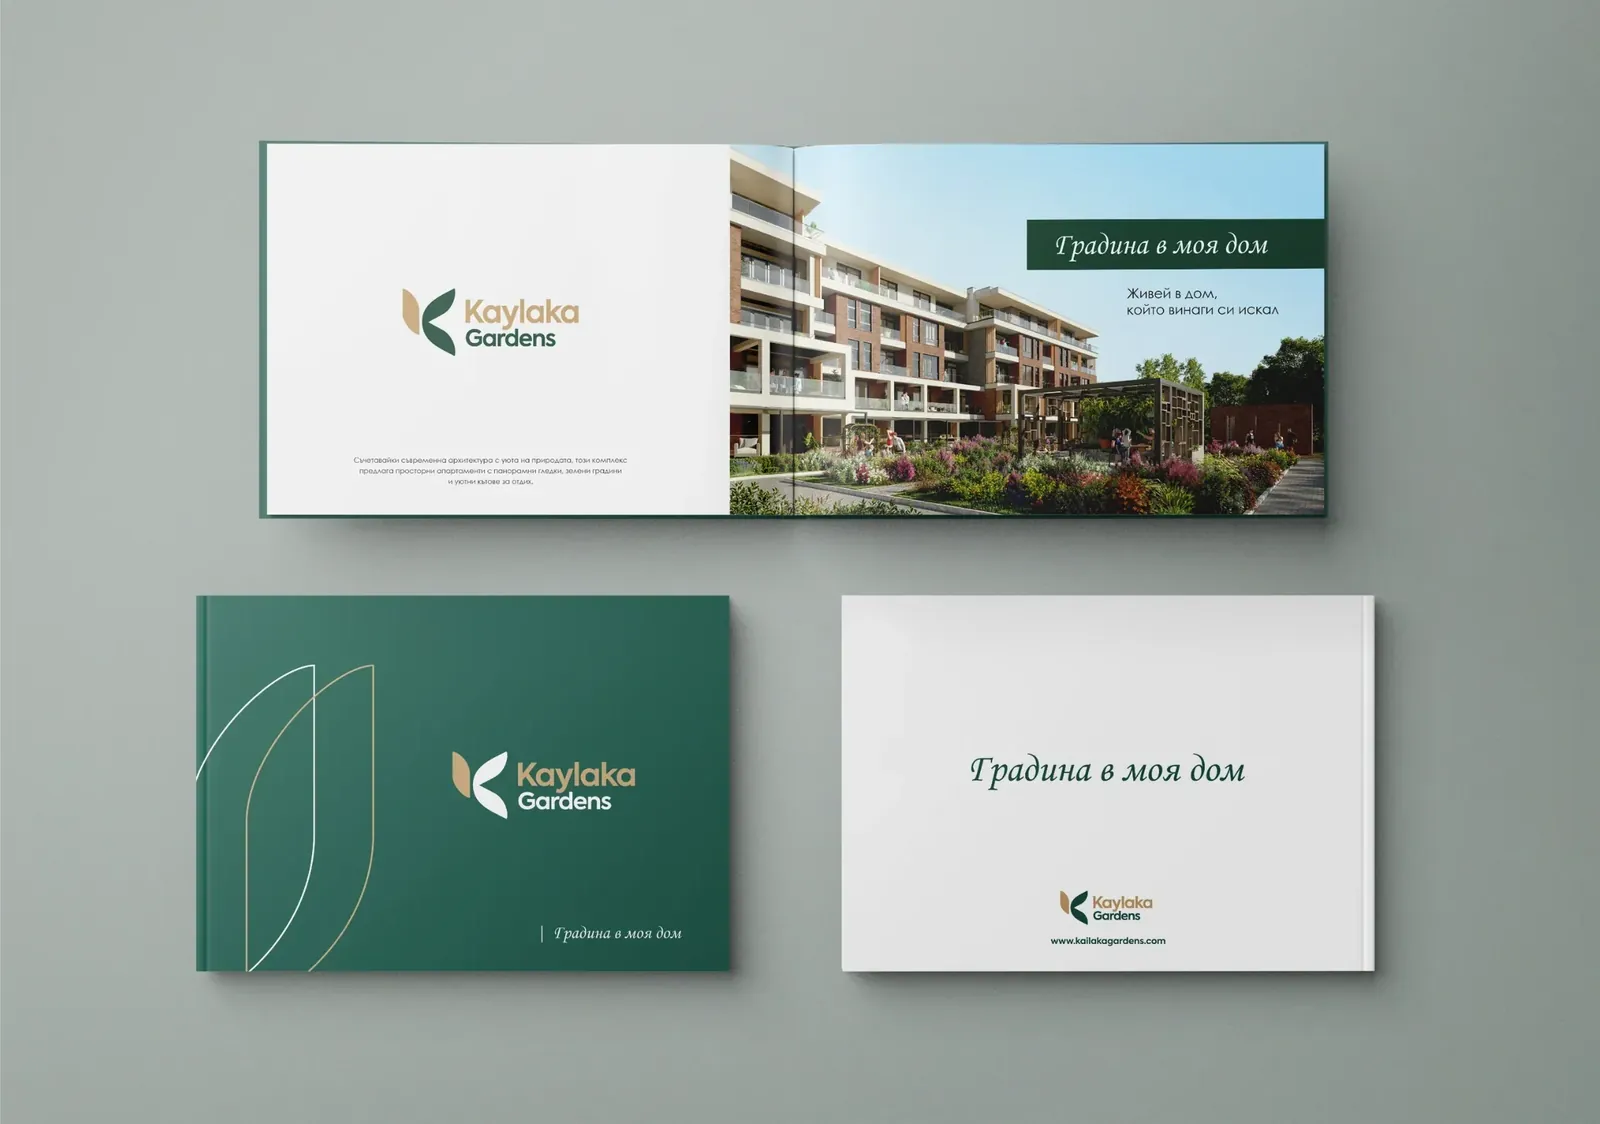 Kaylaka
Gardens
Съчетавайки съвременна архитектура с уюта на природата, този комплекс
предлага просторни апартаменти с панорамни гледки, зелени градини
и уютни кътове за отдих.
Градина в моя дом
Живей в дом,
който винаги си искал
Kaylaka
Gardens
Градина в моя дом
Градина в моя дом
Kaylaka
Gardens
www.kailakagardens.com